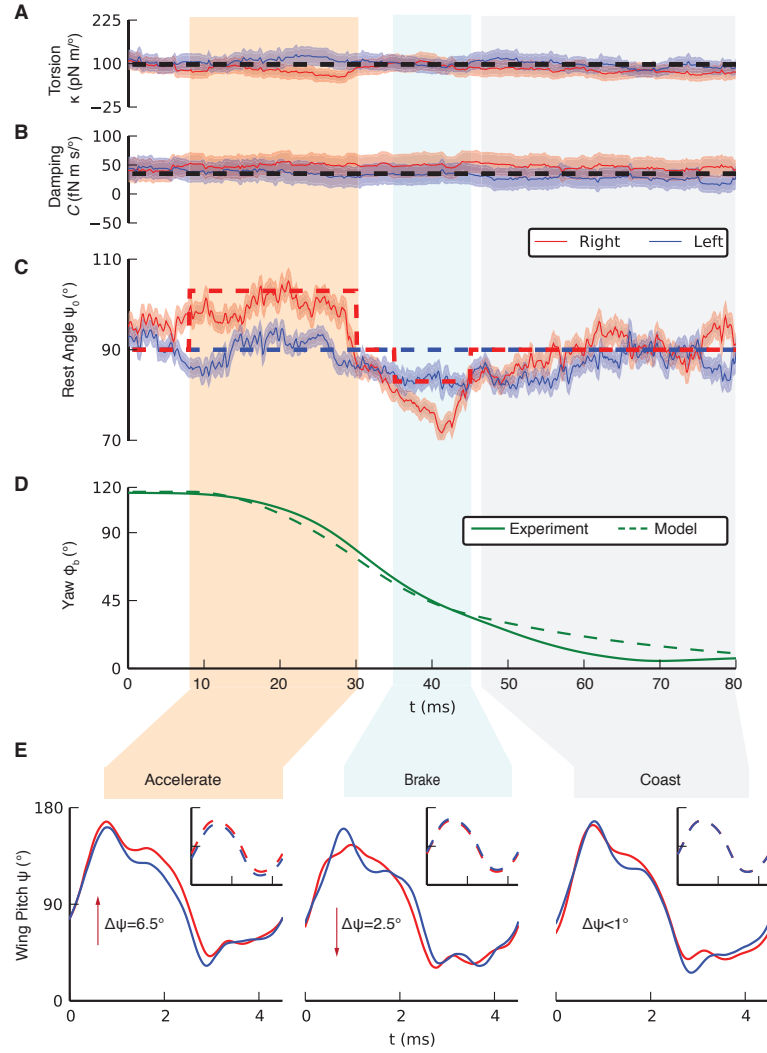 A
225
100
−25
Torsion
κ (pN m/°)
B
100
50
0
−50
Damping
C (fN m s/°)
Right
Left
C
110
90
70
Rest Angle Ψ₀ (°)
D
120
90
45
0
Yaw ϕb (°)
Experiment
Model
0
10
20
30
40
50
60
70
80
t (ms)
E
Accelerate
Brake
Coast
180
90
0
Wing Pitch ψ (°)
Δψ=6.5°
Δψ=2.5°
Δψ<1°
0
2
4
0
2
4
0
2
4
t (ms)